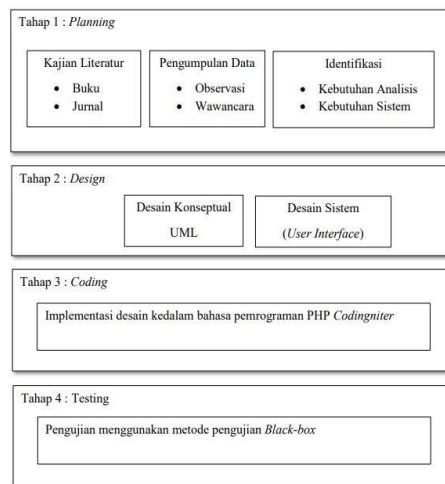 Tahap 1 : Planning
Kajian Literatur
• Buku
• Jurnal
Pengumpulan Data
• Observasi
• Wawancara
Identifikasi
• Kebutuhan Analisis
• Kebutuhan Sistem
Tahap 2 : Design
Desain Konseptual
UML
Desain Sistem
(User Interface)
Tahap 3 : Coding
Implementasi desain kedalam bahasa pemrograman PHP Codingniter
Tahap 4 : Testing
Pengujian menggunakan metode pengujian Black-box